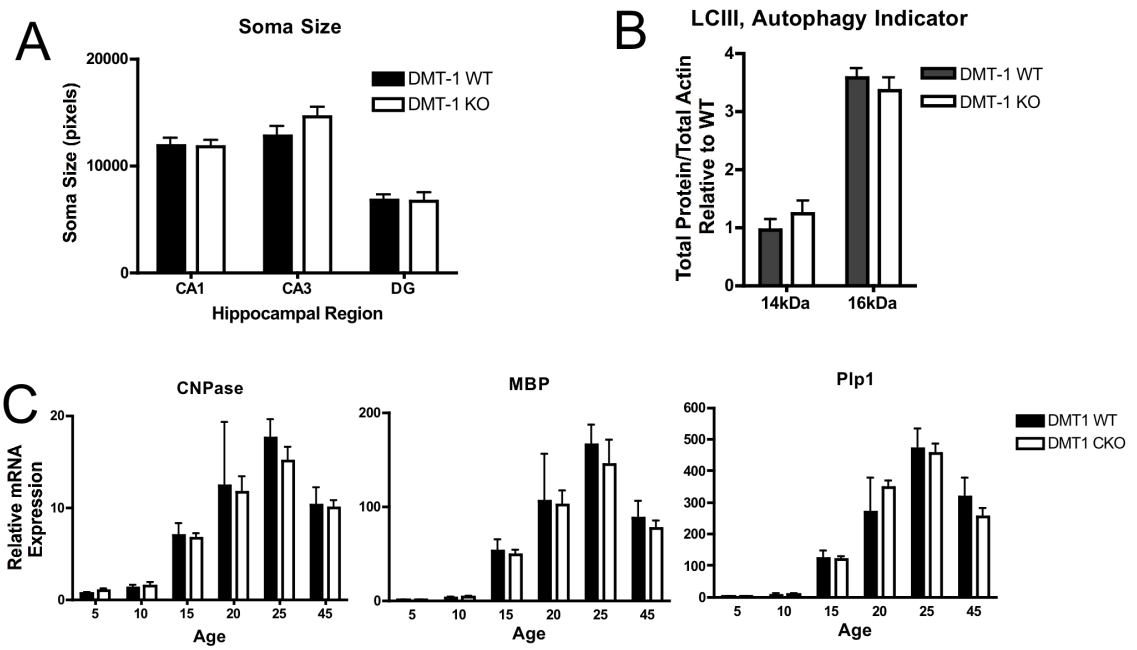 A
Soma Size
Soma Size (pixels)
20000
10000
0
DMT-1 WT
DMT-1 KO
CA1 CA3 DG
Hippocampal Region
B
LCIII, Autophagy Indicator
Total Protein/Total Actin
Relative to WT
4
3
2
1
0
DMT-1 WT
DMT-1 KO
14kDa 16kDa
C
CNPase
Relative mRNA
Expression
20
10
0
5 10 15 20 25 45
Age
MBP
200
100
0
5 10 15 20 25 45
Age
Plp1
600
500
400
300
200
100
0
5 10 15 20 25 45
Age
DMT1 WT
DMT1 CKO